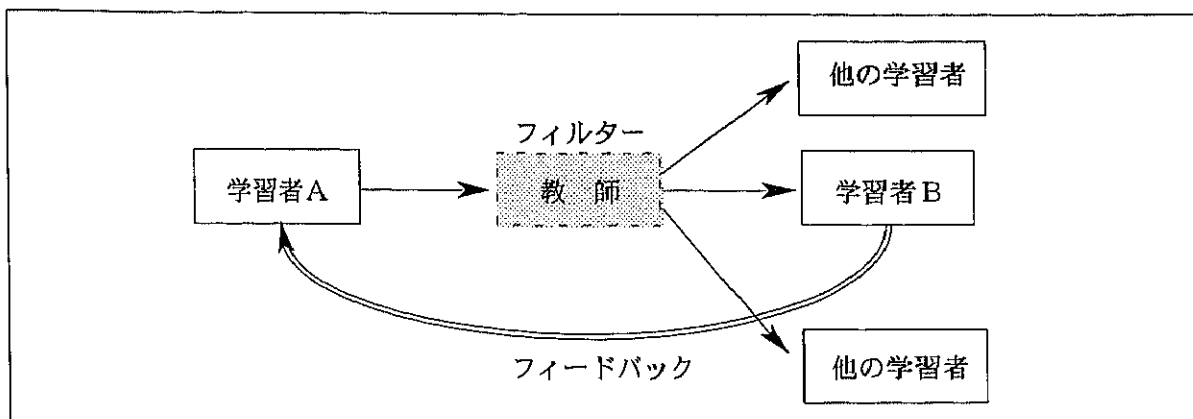 他の学習者
フィルター
学習者A
教 師
学習者B
フィードバック
他の学習者